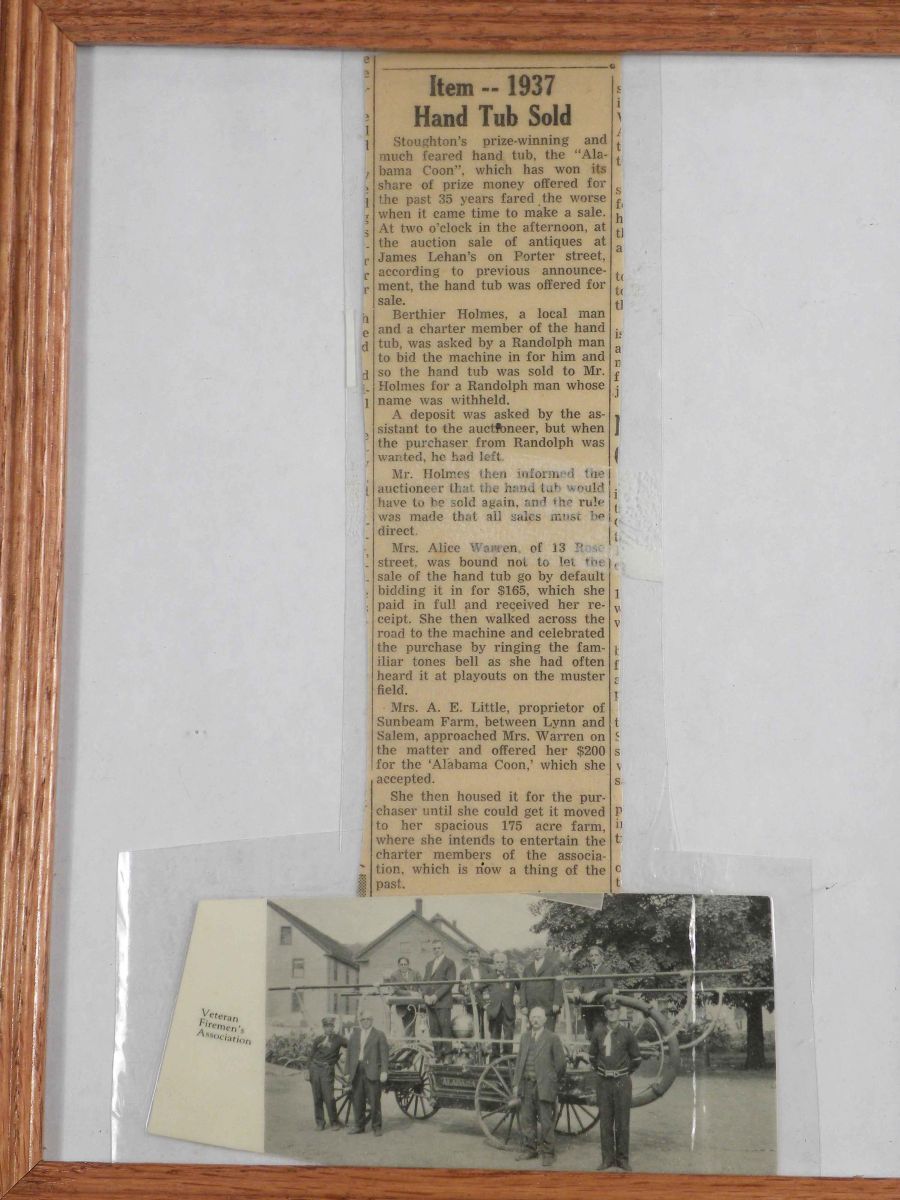 Item -- 1937
Hand Tub Sold
Stoughton's prize-winning and
much feared hand tub, the "Ala-
bama Coon", which has won its
share of prize money offered for
the past 35 years fared the worse
when it came time to make a sale.
At two o'clock in the afternoon, at
the auction sale of antiques at
James Lehan's on Porter street,
according to previous announce-
ment, the hand tub was offered for
sale.
Berthier Holmes, a local man
and a charter member of the hand
tub, was asked by a Randolph man
to bid the machine in for him and
so the hand tub was sold to Mr.
Holmes for a Randolph man whose
name was withheld.
A deposit was asked by the as-
sistant to the auctioneer, but when
the purchaser from Randolph was
wanted, he had left.
Mr. Holmes then informed the
auctioneer that the hand tub would
have to be sold again, and the rule
was made that all sales must be
direct.
Mrs. Alice Warren, of 13 Rose
street, was bound not to let the
sale of the hand tub go by default
bidding it in for $165, which she
paid in full and received her re-
ceipt. She then walked across the
road to the machine and celebrated
the purchase by ringing the fam-
iliar tones bell as she had often
heard it at playouts on the muster
field.
Mrs. A. E. Little, proprietor of
Sunbeam Farm, between Lynn and
Salem, approached Mrs. Warren on
the matter and offered her $200
for the 'Alabama Coon,' which she
accepted.
She then housed it for the pur-
chaser until she could get it moved
to her spacious 175 acre farm,
where she intends to entertain the
charter members of the associa-
tion, which is now a thing of the
past.
Veteran
Firemen's
Association